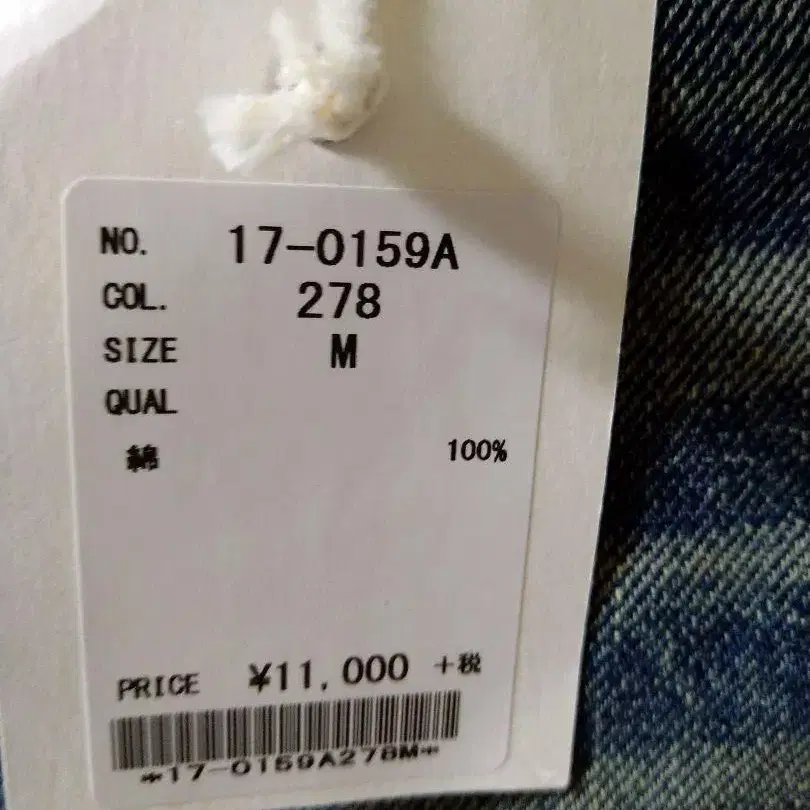 NO. 17-0159A
COL. 278
SIZE M
QUAL
綿 100%
PRICE ¥11,000 +税
*17-0159A278M*